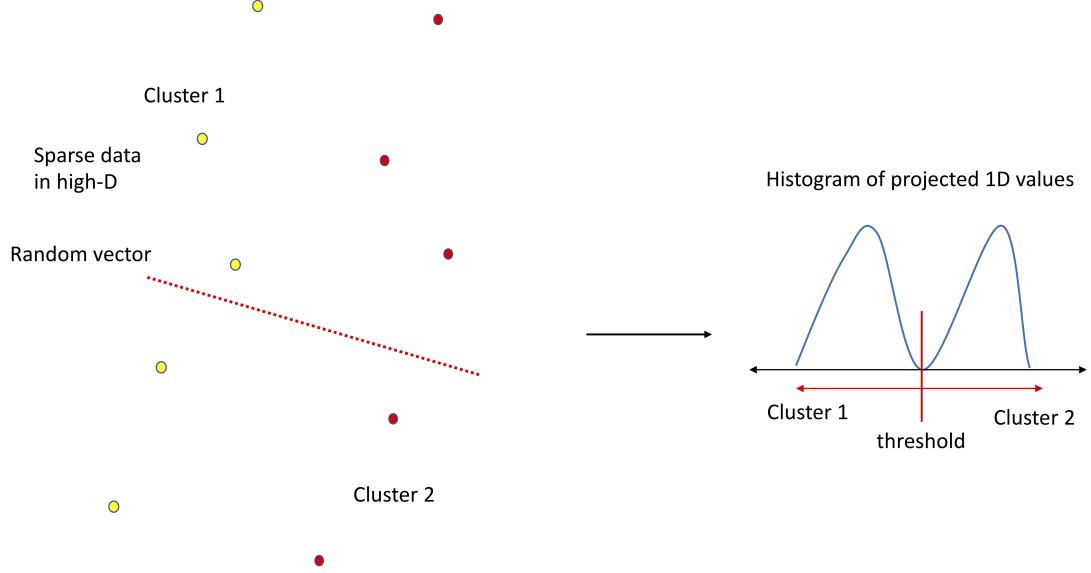 Cluster 1
Sparse data
in high-D
Random vector
Cluster 2
Histogram of projected 1D values
Cluster 1
Cluster 2
threshold